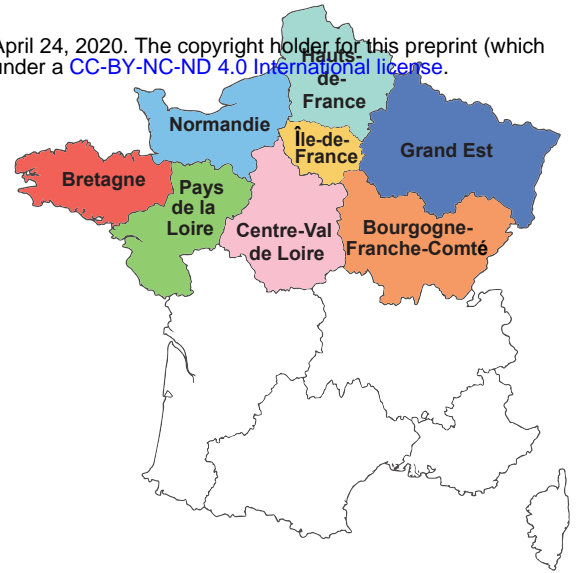 April 24, 2020. The copyright holder for this preprint (which
under a CC-BY-NC-ND 4.0 International license.
Hauts-
de-
France
Normandie
Île-de-
France
Grand Est
Bretagne
Pays
de la
Loire
Centre-Val
de Loire
Bourgogne-
Franche-Comté